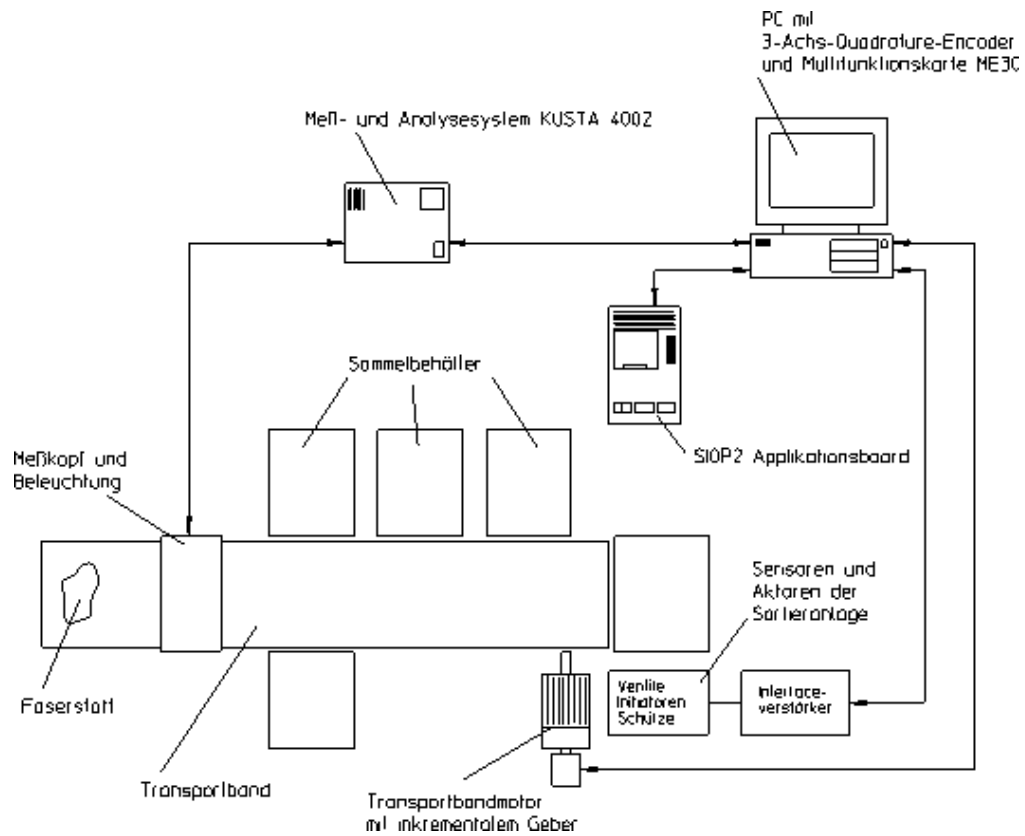 PC mit
3-Achs-Quadrature-Encoder
und Multifunktionskarte ME30
Meß- und Analysesystem KUSTA 4002
Sammelbehälter
SIOP2 Applikationsboard
Meßkopf und
Beleuchtung
Sensoren und
Aktoren der
Sortieranlage
Faserstoff
Ventile
Initiatoren
Schütze
Interface-
verstärker
Transportband
Transportbandmotor
mit inkrementalem Geber